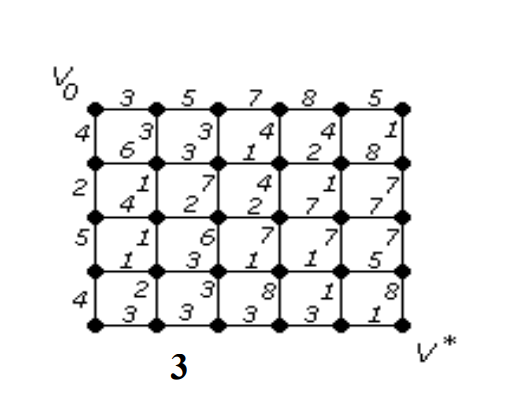 V0
3 5 7 8 5
4 3 3 4 4 1
6 3 1 2 8
2 1 7 4 1 7
4 2 2 7 7
5 1 6 7 7 7
1 3 1 1 5
4 2 3 8 1 8
3 3 3 3 1
V*
3